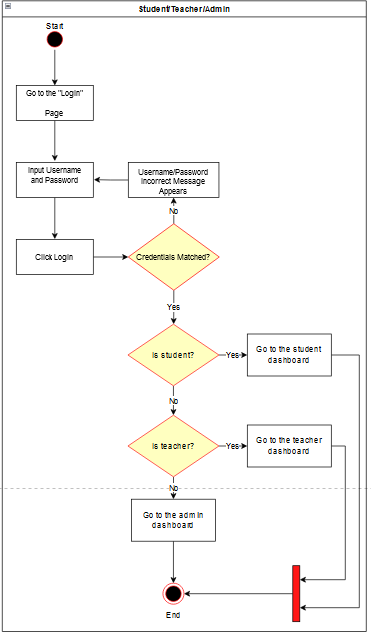 Student/Teacher/Admin
Start
Go to the "Login"
Page
Input Username
and Password
Username/Password
Incorrect Message
Appears
No
Click Login
Credentials Matched?
Yes
Is student?
Yes
Go to the student
dashboard
No
Is teacher?
Yes
Go to the teacher
dashboard
No
Go to the admin
dashboard
End